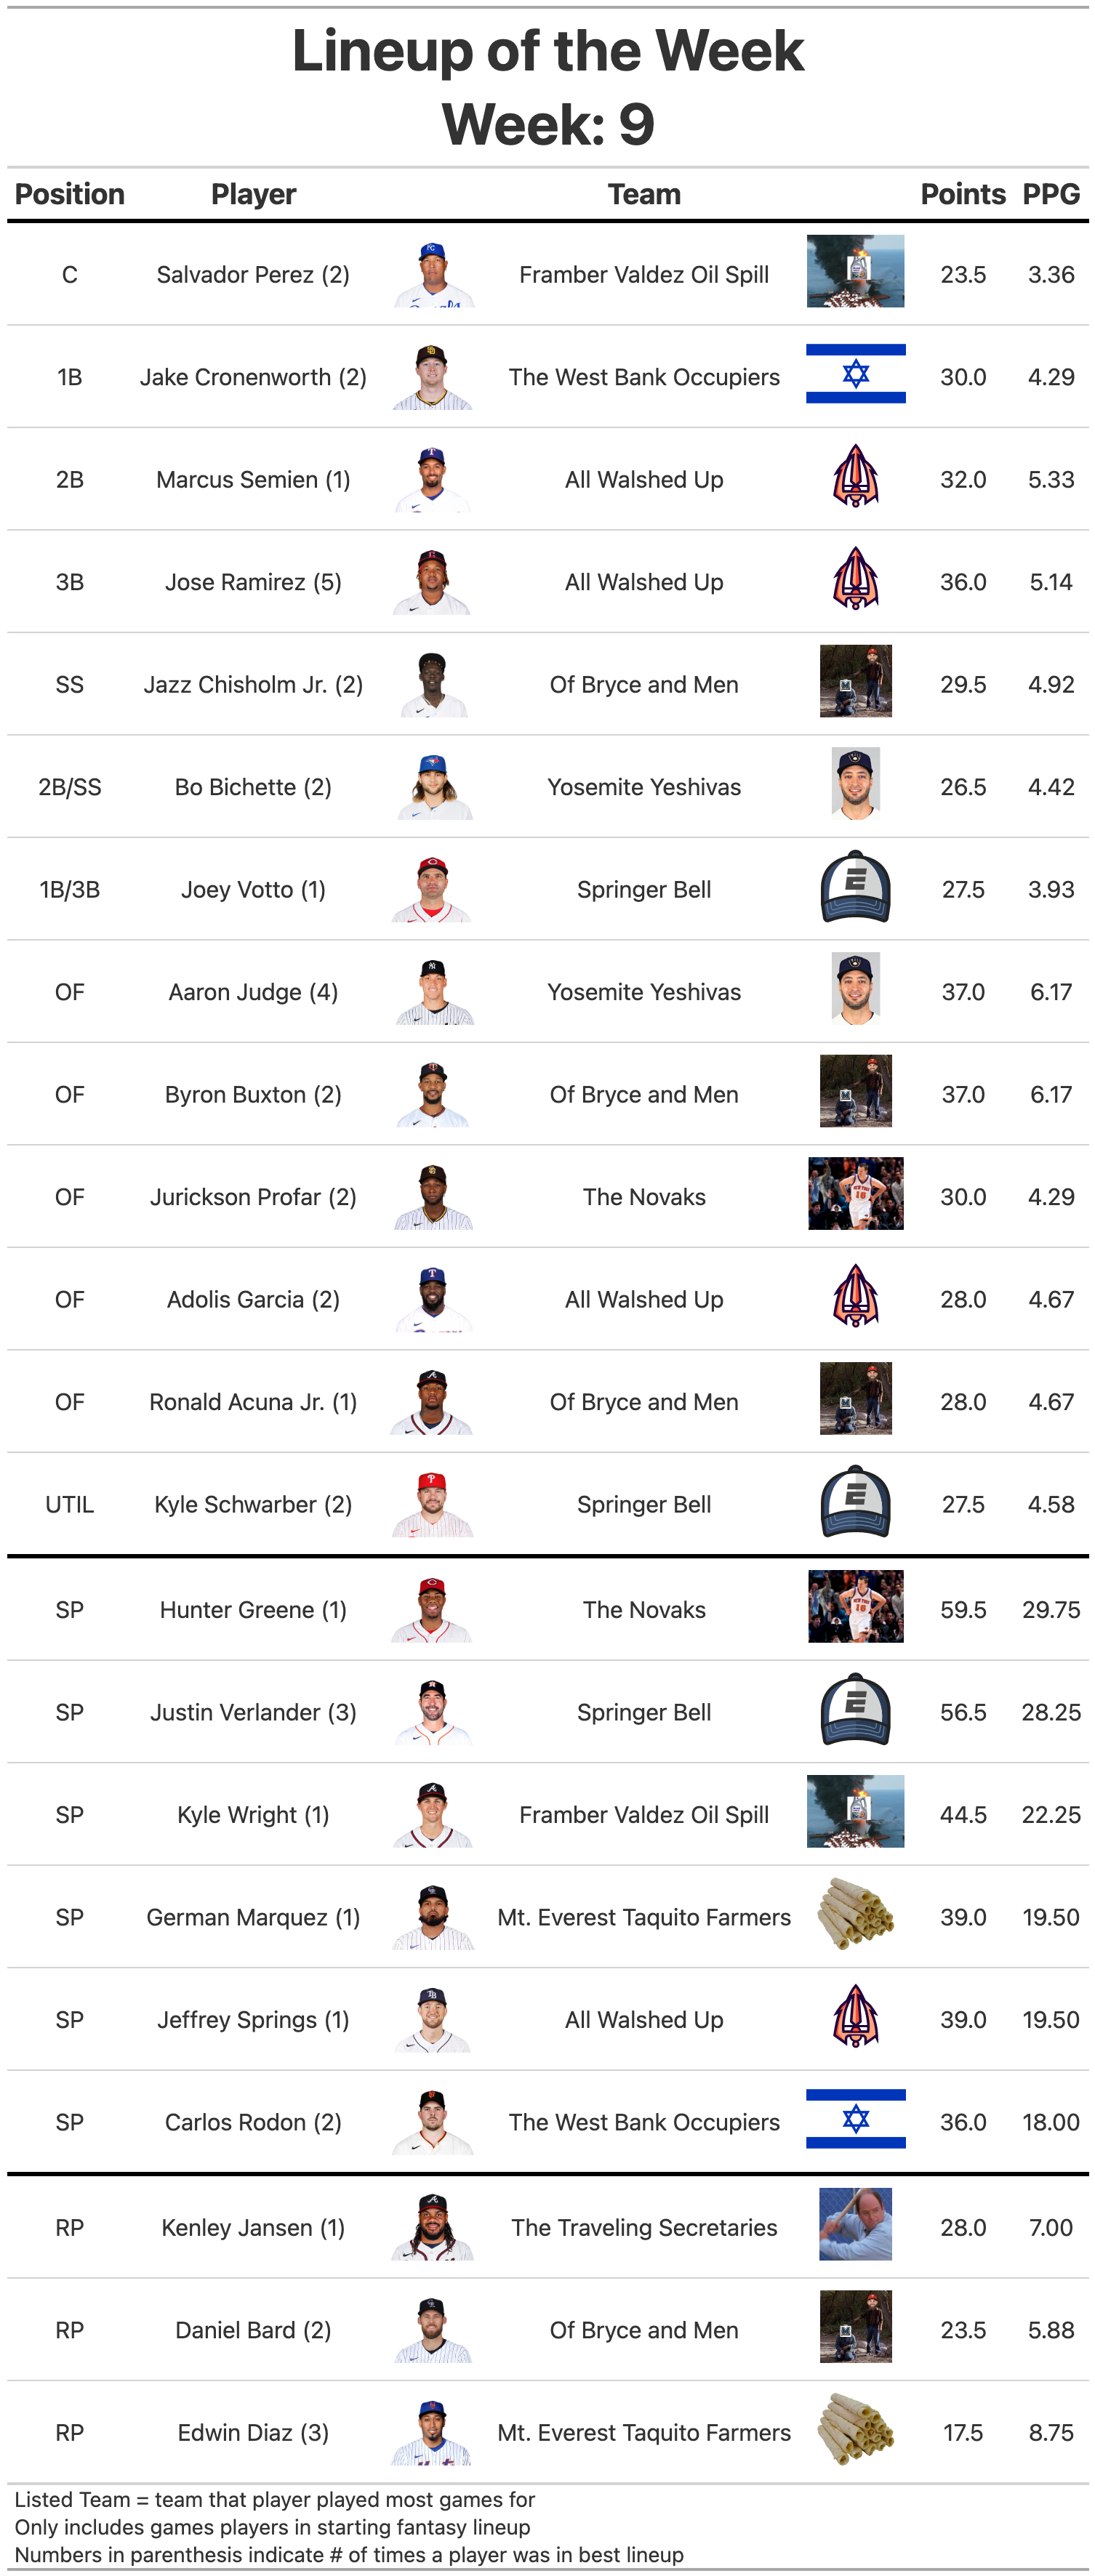 Lineup of the Week
Week: 9
Position Player Team Points PPG
C Salvador Perez (2) Framber Valdez Oil Spill 23.5 3.36
1B Jake Cronenworth (2) The West Bank Occupiers 30.0 4.29
2B Marcus Semien (1) All Walshed Up 32.0 5.33
3B Jose Ramirez (5) All Walshed Up 36.0 5.14
SS Jazz Chisholm Jr. (2) Of Bryce and Men 29.5 4.92
2B/SS Bo Bichette (2) Yosemite Yeshivas 26.5 4.42
1B/3B Joey Votto (1) Springer Bell 27.5 3.93
OF Aaron Judge (4) Yosemite Yeshivas 37.0 6.17
OF Byron Buxton (2) Of Bryce and Men 37.0 6.17
OF Jurickson Profar (2) The Novaks 30.0 4.29
OF Adolis Garcia (2) All Walshed Up 28.0 4.67
OF Ronald Acuna Jr. (1) Of Bryce and Men 28.0 4.67
UTIL Kyle Schwarber (2) Springer Bell 27.5 4.58
SP Hunter Greene (1) The Novaks 59.5 29.75
SP Justin Verlander (3) Springer Bell 56.5 28.25
SP Kyle Wright (1) Framber Valdez Oil Spill 44.5 22.25
SP German Marquez (1) Mt. Everest Taquito Farmers 39.0 19.50
SP Jeffrey Springs (1) All Walshed Up 39.0 19.50
SP Carlos Rodon (2) The West Bank Occupiers 36.0 18.00
RP Kenley Jansen (1) The Traveling Secretaries 28.0 7.00
RP Daniel Bard (2) Of Bryce and Men 23.5 5.88
RP Edwin Diaz (3) Mt. Everest Taquito Farmers 17.5 8.75
Listed Team = team that player played most games for
Only includes games players in starting fantasy lineup
Numbers in parenthesis indicate # of times a player was in best lineup